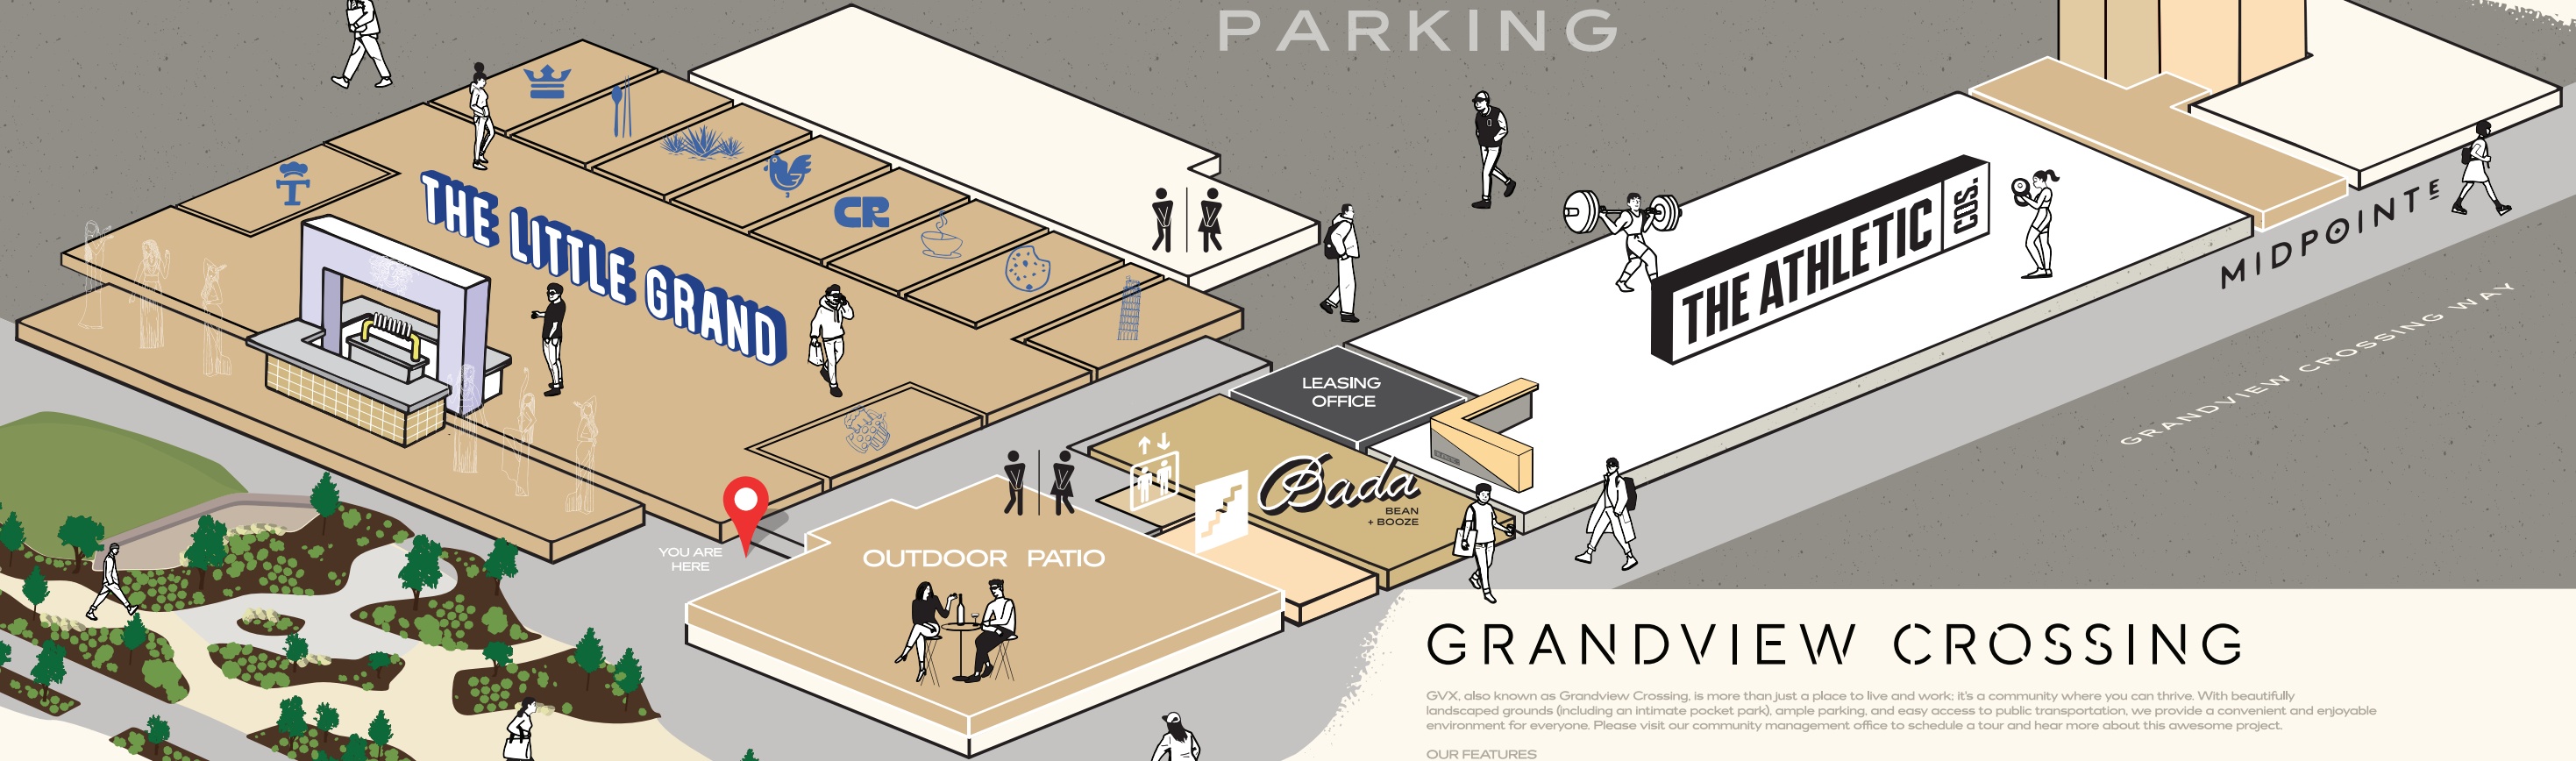 PARKING
THE LITTLE GRAND
T
CR
THE ATHLETIC
COS.
MIDPOINTE
GRANDVIEW CROSSING WAY
LEASING
OFFICE
Bada
BEAN
+ BOOZE
YOU ARE
HERE
OUTDOOR PATIO
GRANDVIEW CROSSING
GVX, also known as Grandview Crossing, is more than just a place to live and work; it's a community where you can thrive. With beautifully
landscaped grounds (including an intimate pocket park), ample parking, and easy access to public transportation, we provide a convenient and enjoyable
environment for everyone. Please visit our community management office to schedule a tour and hear more about this awesome project.
OUR FEATURES